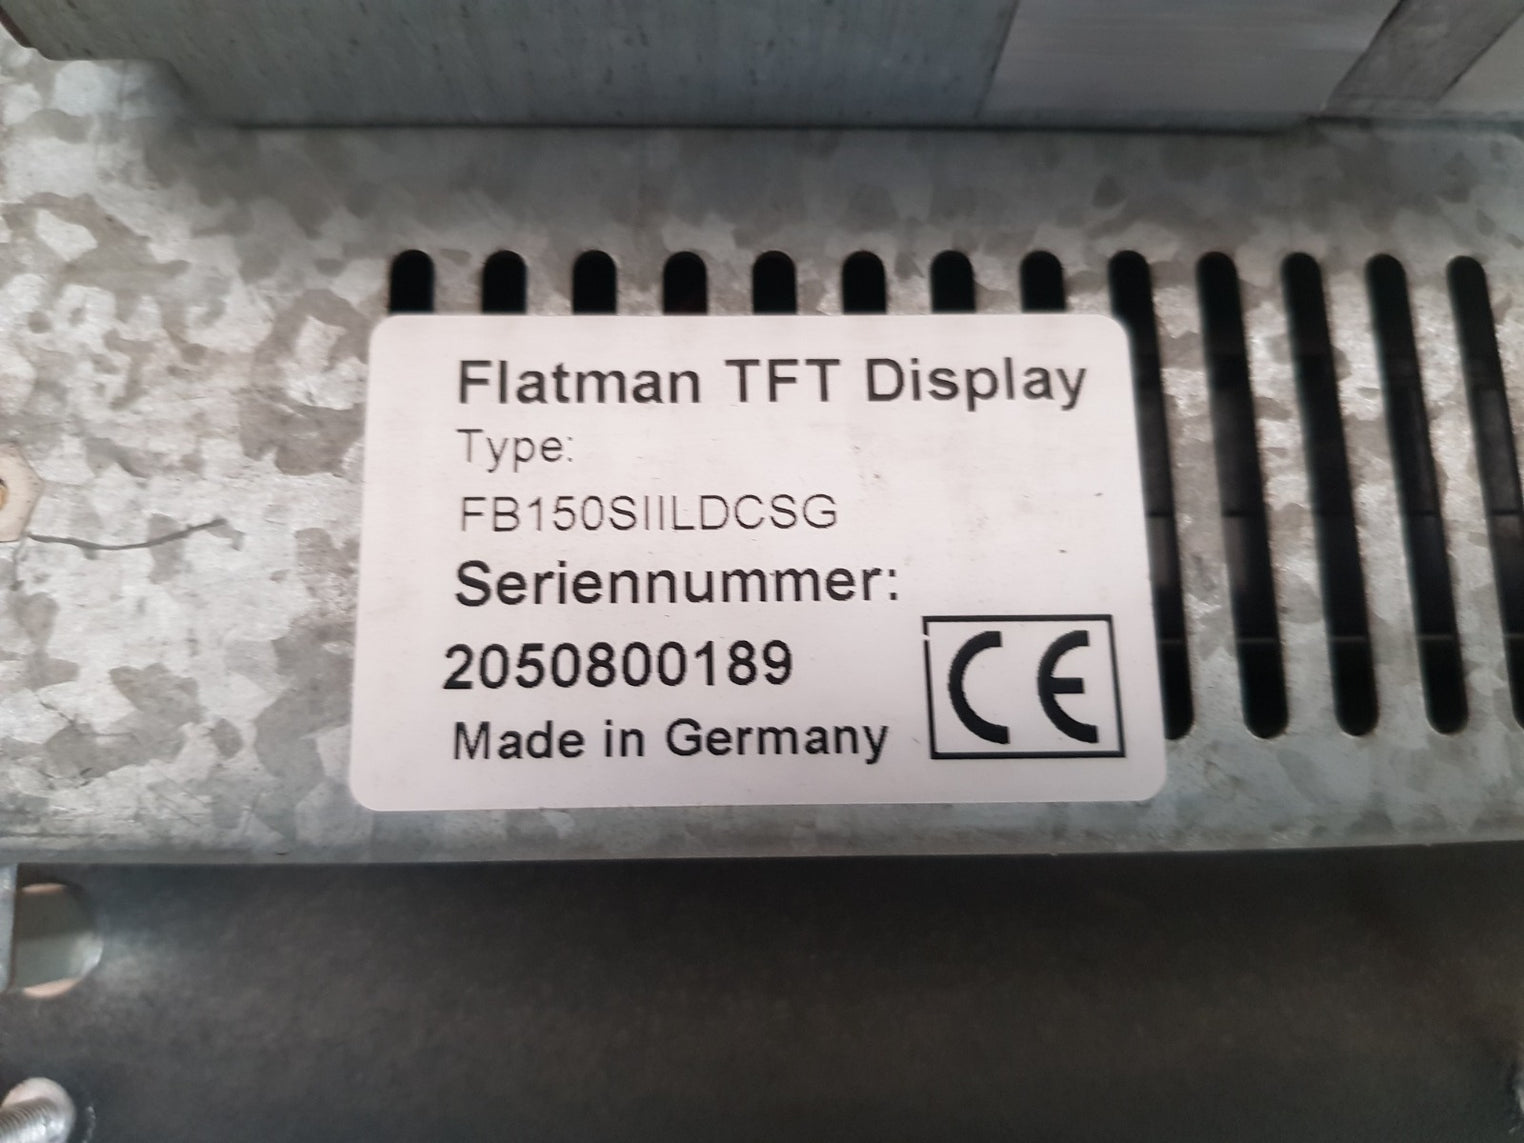 Flatman TFT Display
Type:
FB150SIILDCSG
Seriennummer:
2050800189
Made in Germany
CE